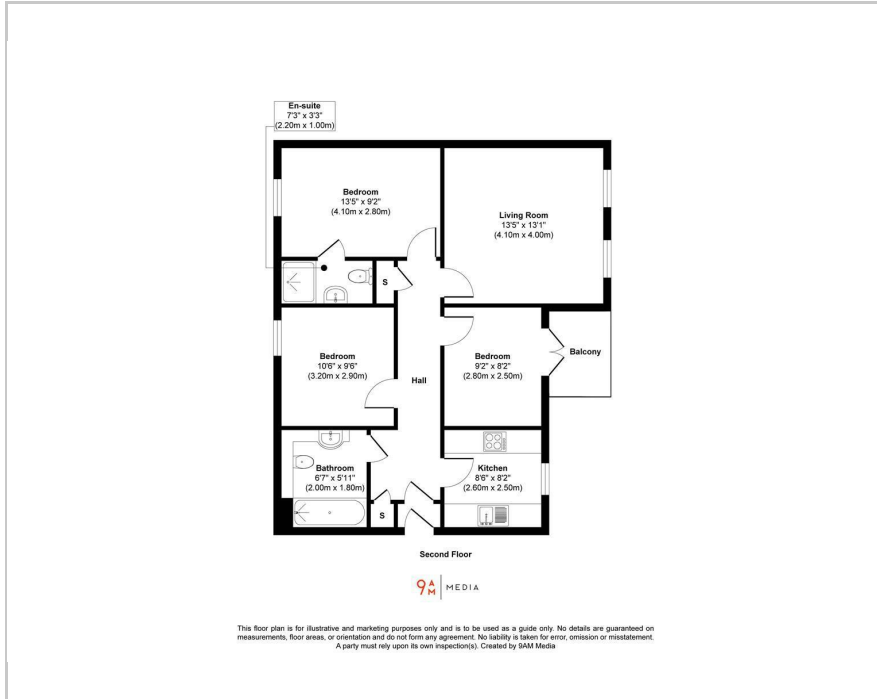 En-suite
7'3" x 3'3"
(2.20m x 1.00m)
Bedroom
13'5" x 9'2"
(4.10m x 2.80m)
Living Room
13'5" x 13'1"
(4.10m x 4.00m)
S
Bedroom
10'6" x 9'6"
(3.20m x 2.90m)
Hall
Bedroom
9'2" x 8'2"
(2.80m x 2.50m)
Balcony
Bathroom
6'7" x 5'11"
(2.00m x 1.80m)
Kitchen
8'6" x 8'2"
(2.60m x 2.50m)
S
Second Floor
9AM MEDIA
This floor plan is for illustrative and marketing purposes only and is to be used as a guide only. No details are guaranteed on
measurements, floor areas, or orientation and do not form any agreement. No liability is taken for error, omission or misstatement.
A party must rely upon its own inspection(s). Created by 9AM Media